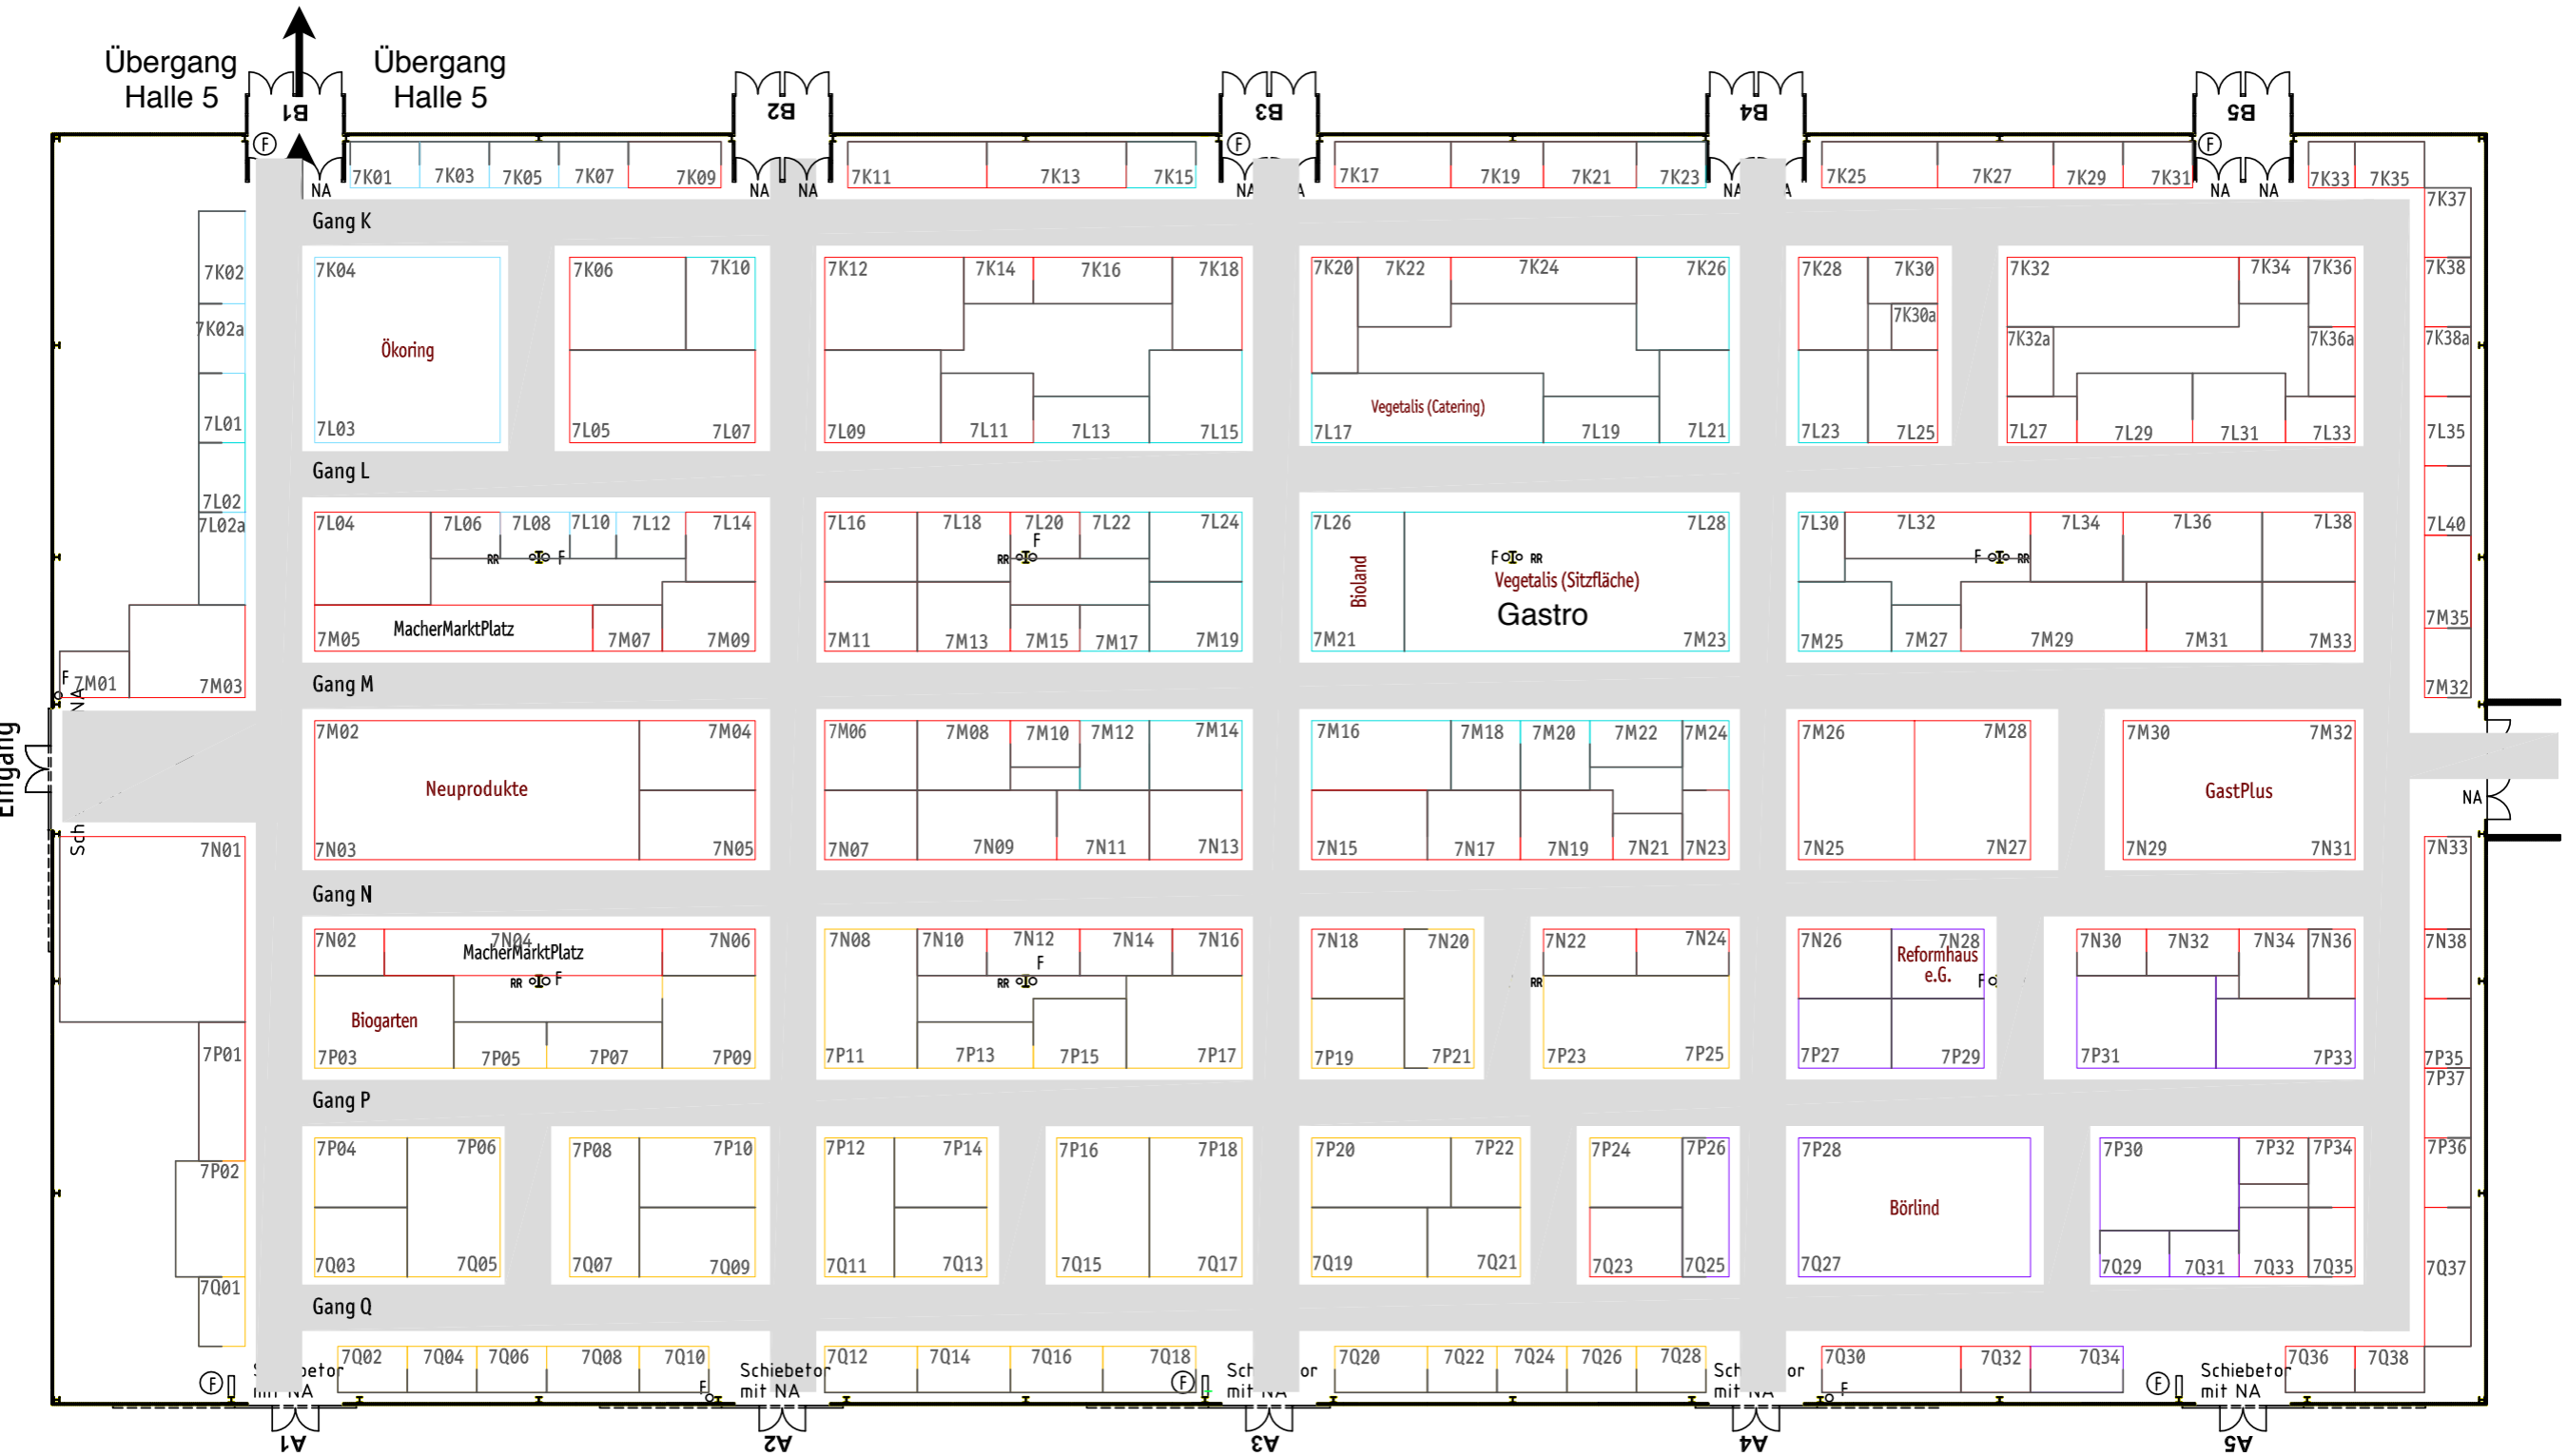 Übergang
Halle 5
Übergang
Halle 5
B1
B2
B3
B4
B5
F
F
F
NA
NA
NA
NA
NA
7K01
7K03
7K05
7K07
7K09
7K11
7K13
7K15
7K17
7K19
7K21
7K23
7K25
7K27
7K29
7K31
7K33
7K35
7K37
Gang K
7K02
7K04
7K06
7K10
7K12
7K14
7K16
7K18
7K20
7K22
7K24
7K26
7K28
7K30
7K32
7K34
7K36
7K38
7K02a
Ökoring
7K30a
7K32a
7K36a
7K38a
Vegetalis (Catering)
7L01
7L03
7L05
7L07
7L09
7L11
7L13
7L15
7L17
7L19
7L21
7L23
7L25
7L27
7L29
7L31
7L33
7L35
Gang L
7L02
7L02a
7L04
7L06
7L08
7L10
7L12
7L14
7L16
7L18
7L20
7L22
7L24
7L26
7L28
7L30
7L32
7L34
7L36
7L38
7L40
RR
F
RR
F
F
RR
F
RR
Bioland
Vegetalis (Sitzfläche)
Gastro
MacherMarktPlatz
7M05
7M07
7M09
7M11
7M13
7M15
7M17
7M19
7M21
7M23
7M25
7M27
7M29
7M31
7M33
7M35
F
7M01
7M03
NA
Gang M
7M32
Eingang
Sch
7M02
7M04
7M06
7M08
7M10
7M12
7M14
7M16
7M18
7M20
7M22
7M24
7M26
7M28
7M30
7M32
Neuprodukte
GastPlus
NA
7N01
7N03
7N05
7N07
7N09
7N11
7N13
7N15
7N17
7N19
7N21
7N23
7N25
7N27
7N29
7N31
7N33
Gang N
7N02
7N04
MacherMarktPlatz
7N06
7N08
7N10
7N12
7N14
7N16
7N18
7N20
7N22
7N24
7N26
7N28
Reformhaus
e.G.
7N30
7N32
7N34
7N36
7N38
RR
F
RR
F
RR
F
Biogarten
7P01
7P03
7P05
7P07
7P09
7P11
7P13
7P15
7P17
7P19
7P21
7P23
7P25
7P27
7P29
7P31
7P33
7P35
7P37
Gang P
7P02
7P04
7P06
7P08
7P10
7P12
7P14
7P16
7P18
7P20
7P22
7P24
7P26
7P28
7P30
7P32
7P34
7P36
Börlind
7Q01
7Q03
7Q05
7Q07
7Q09
7Q11
7Q13
7Q15
7Q17
7Q19
7Q21
7Q23
7Q25
7Q27
7Q29
7Q31
7Q33
7Q35
7Q37
Gang Q
7Q02
7Q04
7Q06
7Q08
7Q10
7Q12
7Q14
7Q16
7Q18
7Q20
7Q22
7Q24
7Q26
7Q28
7Q30
7Q32
7Q34
7Q36
7Q38
F
F
F
F
F
Schiebetor
mit NA
Schiebetor
mit NA
A1
A2
A3
A4
A5